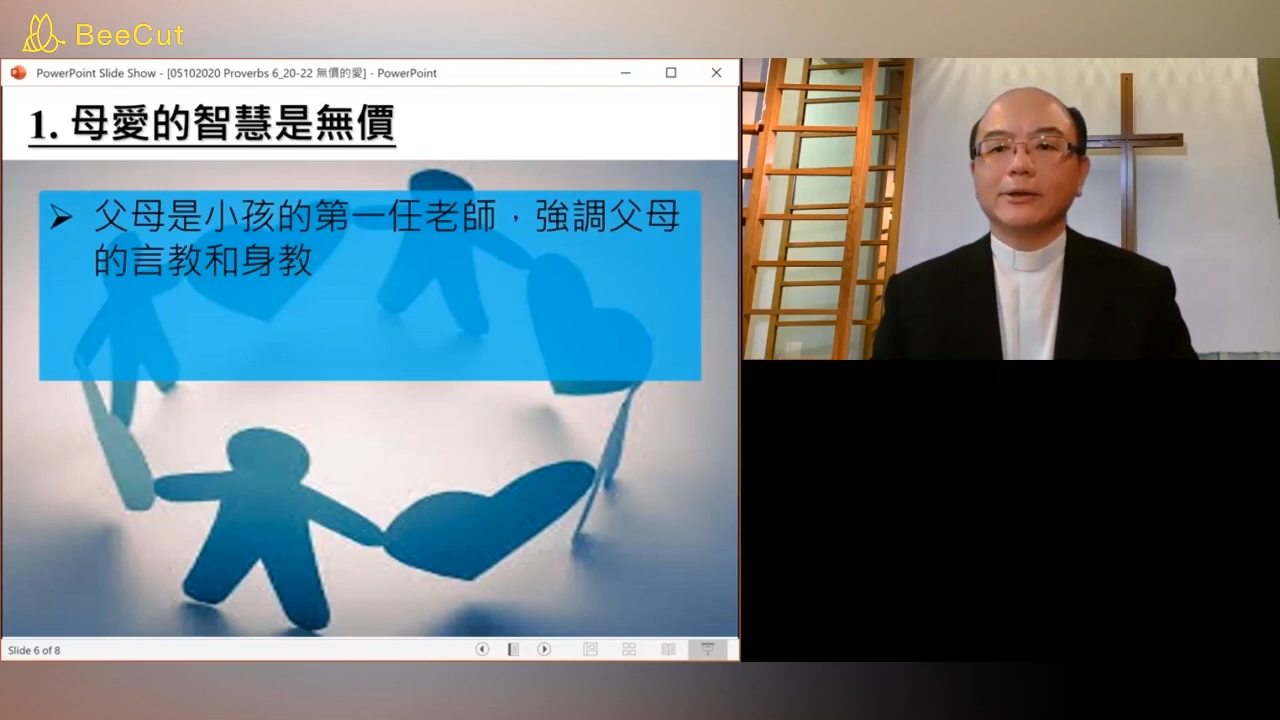 BeeCut
PowerPoint Slide Show - [05102020 Proverbs 6_20-22 無價的愛] - PowerPoint
1. 母愛的智慧是無價
➢ 父母是小孩的第一任老師，強調父母
的言教和身教
Slide 6 of 8